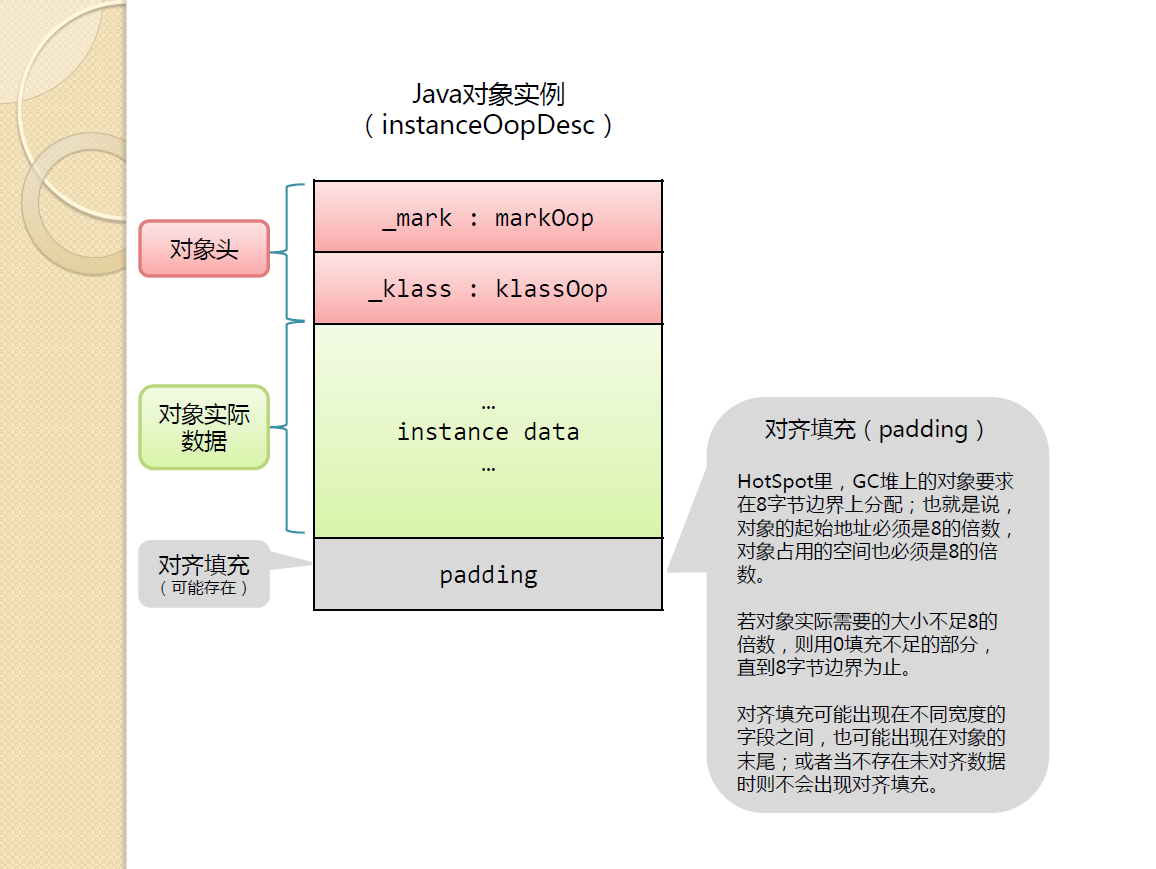 Java对象实例
（instanceOopDesc）
_mark : markOop
对象头
_klass : klassOop
对象实际
数据
…
instance data
…
对齐填充
（可能存在）
padding
对齐填充（padding）
HotSpot里，GC堆上的对象要求
在8字节边界上分配；也就是说，
对象的起始地址必须是8的倍数，
对象占用的空间也必须是8的倍
数。
若对象实际需要的大小不足8的
倍数，则用0填充不足的部分，
直到8字节边界为止。
对齐填充可能出现在不同宽度的
字段之间，也可能出现在对象的
末尾；或者当不存在未对齐数据
时则不会出现对齐填充。